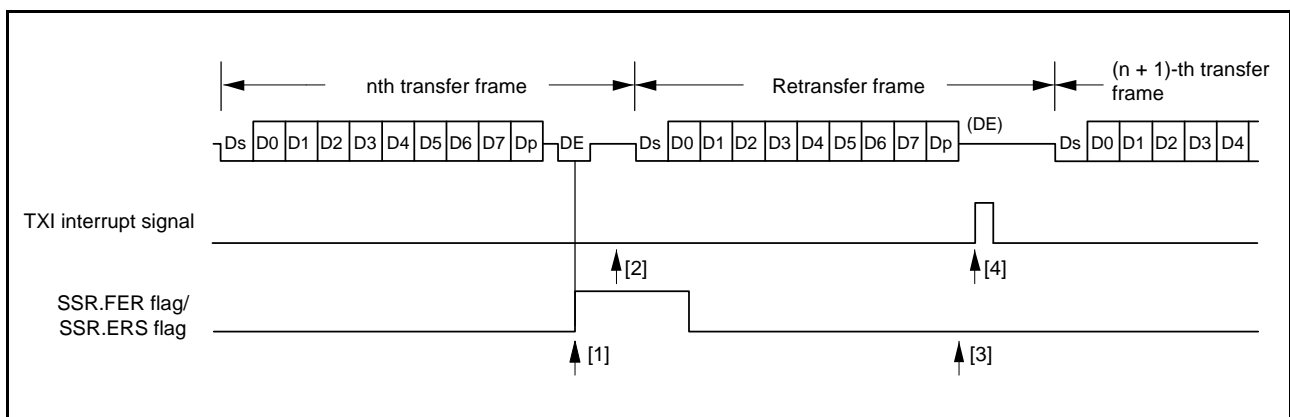 nth transfer frame
Retransfer frame
(n + 1)-th transfer
frame
Ds D0 D1 D2 D3 D4 D5 D6 D7 Dp DE Ds D0 D1 D2 D3 D4 D5 D6 D7 Dp (DE) Ds D0 D1 D2 D3 D4
TXI interrupt signal
[2]
[4]
SSR.FER flag/
SSR.ERS flag
[1]
[3]